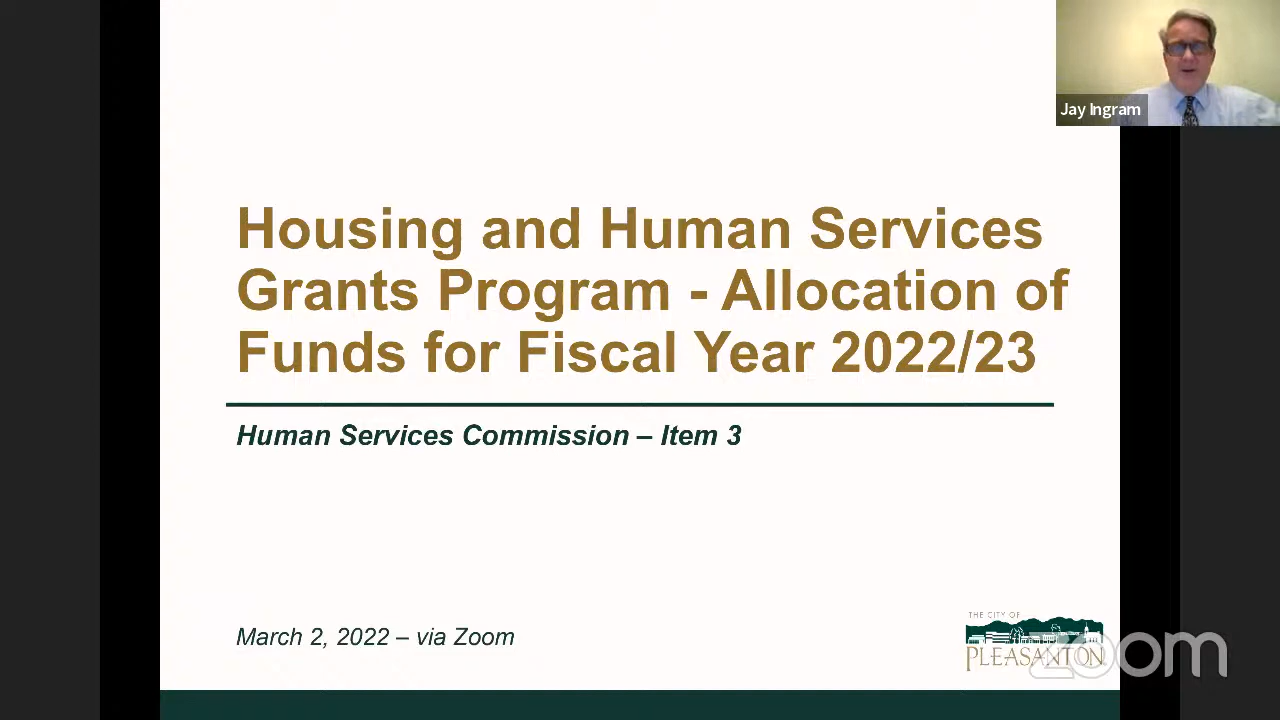 Jay Ingram
Housing and Human Services
Grants Program - Allocation of
Funds for Fiscal Year 2022/23
Human Services Commission – Item 3
March 2, 2022 – via Zoom
THE CITY OF
PLEASANTON
zoom